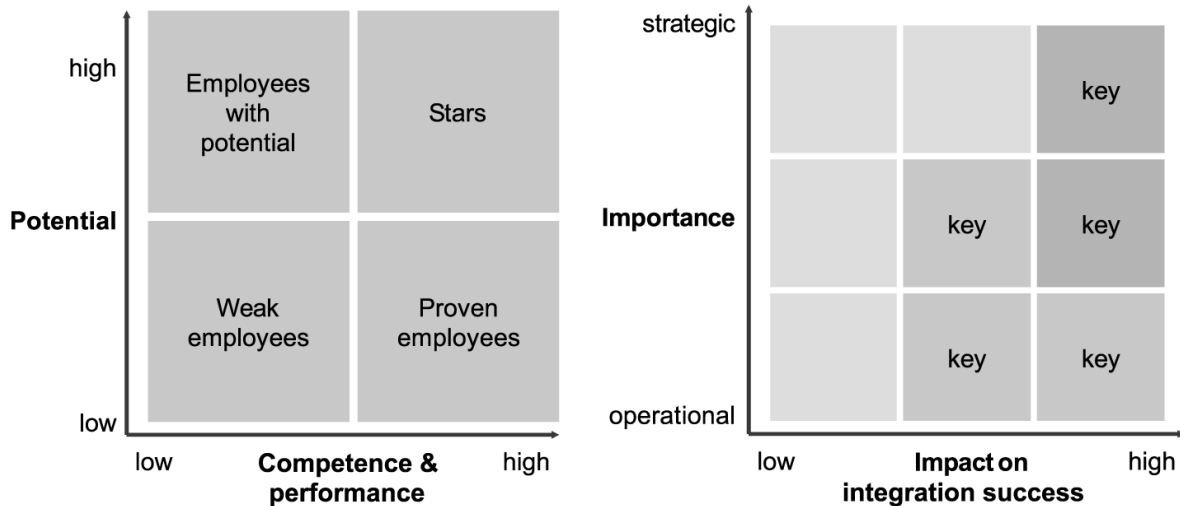 high
Employees
with
potential
Stars
Potential
Weak
employees
Proven
employees
low
low
Competence &
performance
high
strategic
key
Importance
key
key
key
key
operational
low
Impact on
integration success
high